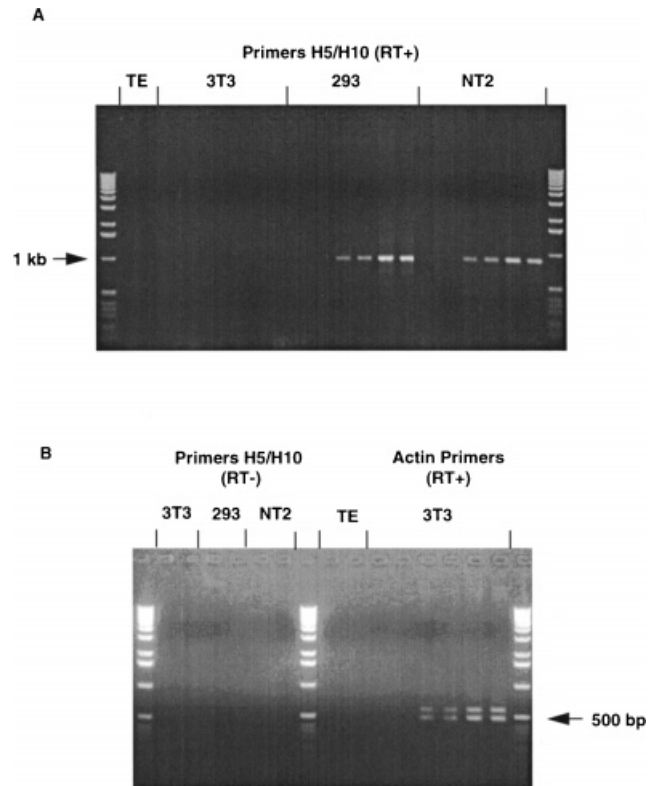 A
Primers H5/H10 (RT+)
TE 3T3 293 NT2
1 kb
B
Primers H5/H10
(RT-)
Actin Primers
(RT+)
3T3 293 NT2 TE 3T3
500 bp